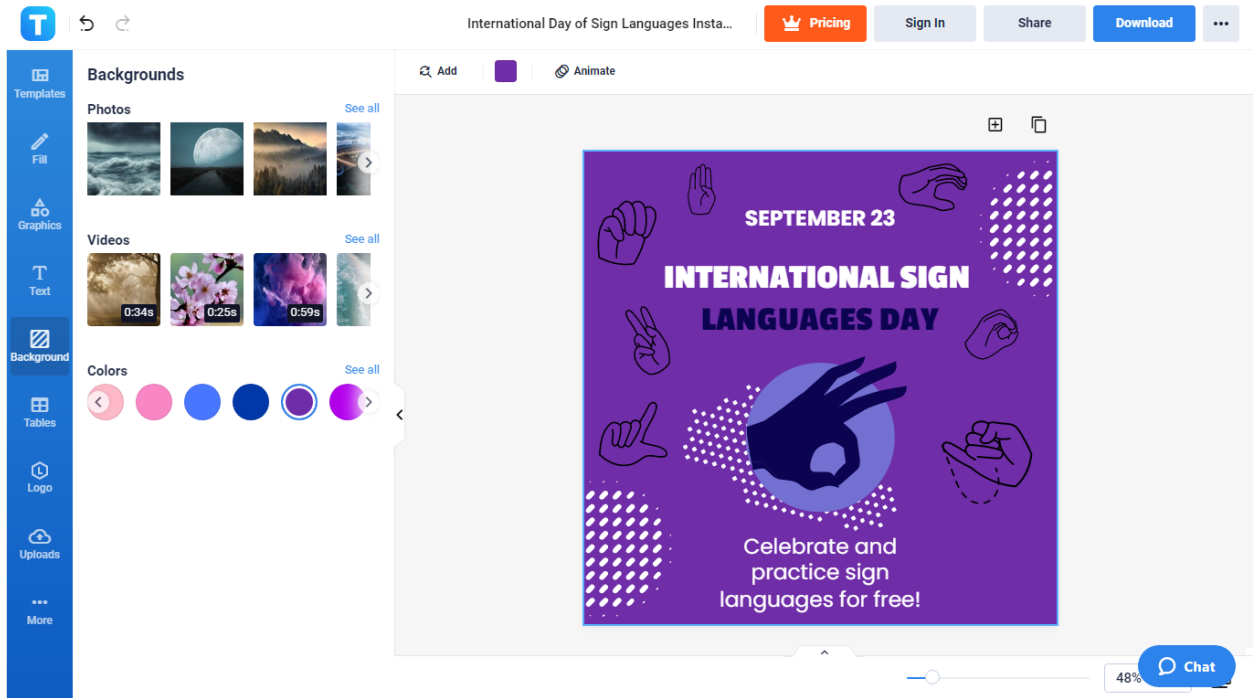 T
International Day of Sign Languages Insta...
Pricing
Sign In
Share
Download
Templates
Fill
Graphics
Text
Background
Tables
Logo
Uploads
More
Backgrounds
Photos
See all
Videos
See all
0:34s
0:25s
0:59s
Colors
See all
Add
Animate
SEPTEMBER 23
INTERNATIONAL SIGN
LANGUAGES DAY
Celebrate and
practice sign
languages for free!
48%
Chat